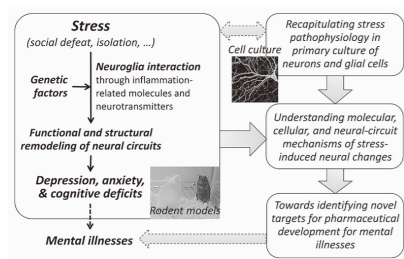 Stress
(social defeat, isolation, ...)
Genetic
factors
Neuroglia interaction
through inflammation-
related molecules and
neurotransmitters
Functional and structural
remodeling of neural circuits
Depression, anxiety,
& cognitive deficits
Rodent models
Mental illnesses
Cell culture
Recapitulating stress
pathophysiology in
primary culture of
neurons and glial cells
Understanding molecular,
cellular, and neural-circuit
mechanisms of stress-
induced neural changes
Towards identifying novel
targets for pharmaceutical
development for mental
illnesses